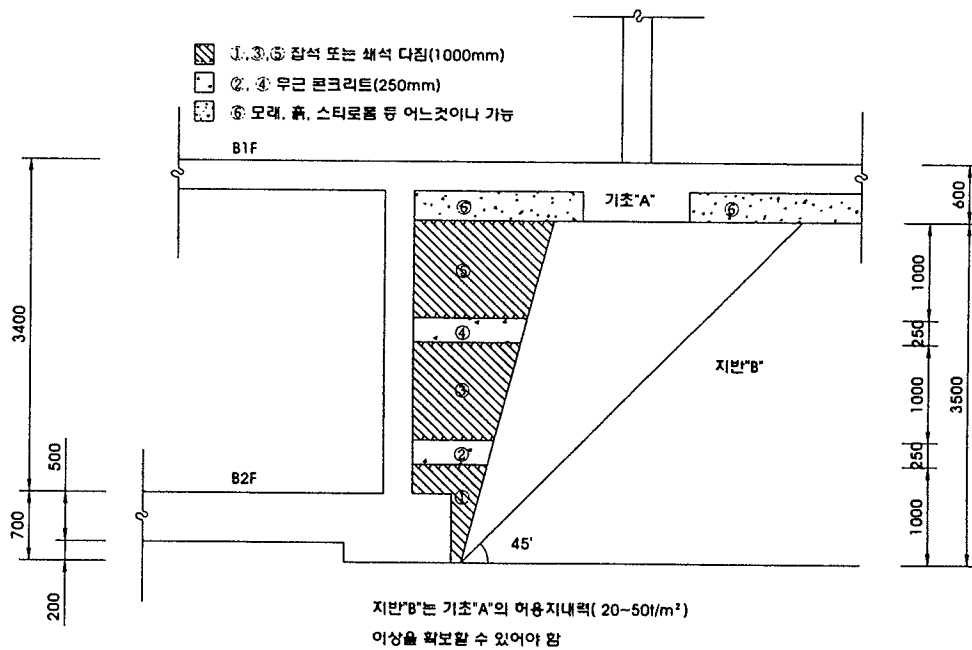 ①,③,⑤ 잡석 또는 쇄석 다짐(1000mm)
②, ④ 무근 콘크리트(250mm)
⑥ 모래, 흙, 스티로폼 등 어느것이나 가능
B1F
기초"A"
⑥
⑥
600
⑤
1000
3400
④
250
지반"B"
③
1000
3500
②
250
500
B2F
①
1000
700
45'
200
지반"B"는 기초"A"의 허용지내력( 20~50t/m²)
이상을 확보할 수 있어야 함